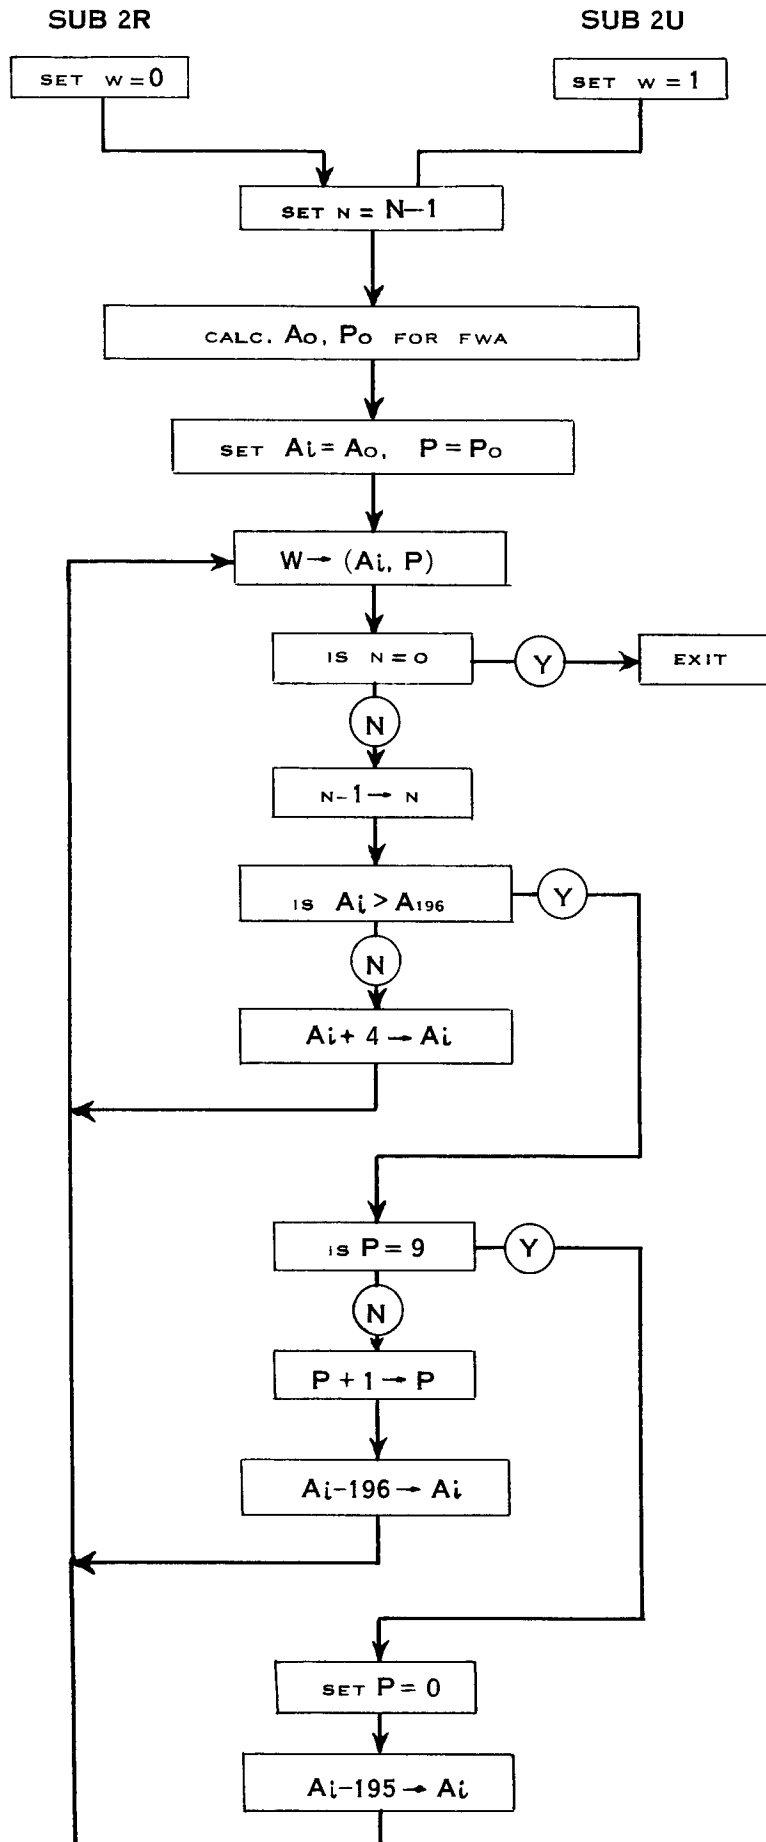 SUB 2R
SUB 2U
SET W = 0
SET W = 1
SET N = N-1
CALC. Ao, Po FOR FWA
SET Ai = Ao, P = Po
W → (Ai, P)
IS N = 0
Y
EXIT
N
N-1 → N
IS Ai > A196
Y
N
Ai + 4 → Ai
IS P = 9
Y
N
P + 1 → P
Ai-196 → Ai
SET P = 0
Ai-195 → Ai